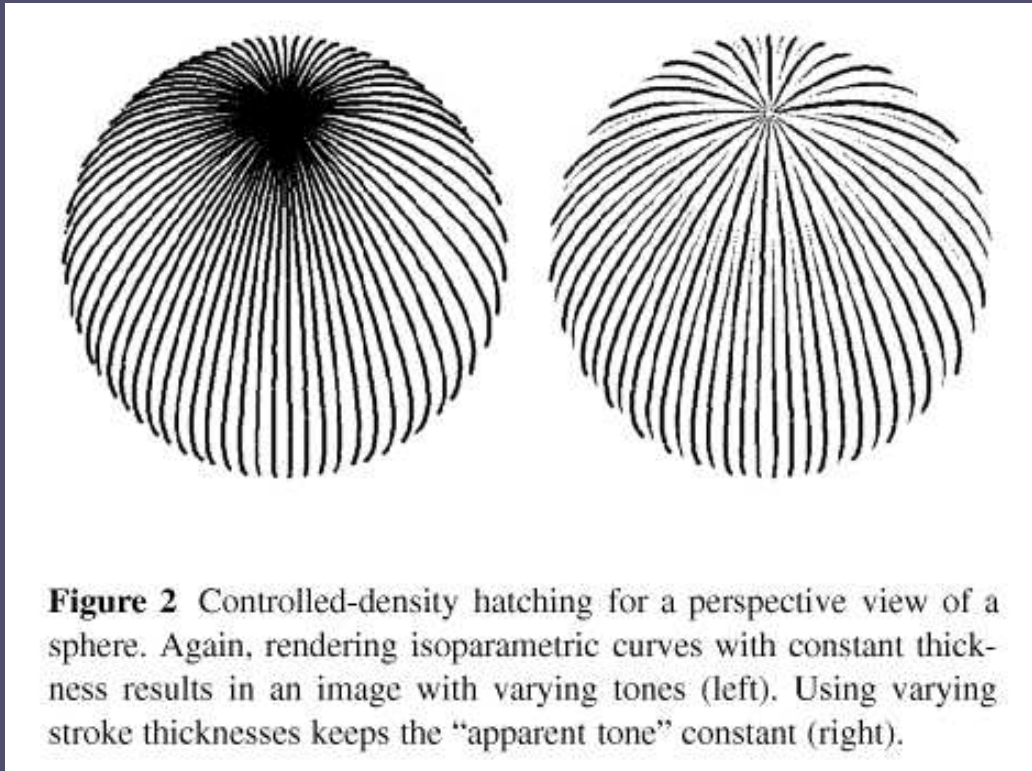 Figure 2 Controlled-density hatching for a perspective view of a
sphere. Again, rendering isoparametric curves with constant thick-
ness results in an image with varying tones (left). Using varying
stroke thicknesses keeps the “apparent tone” constant (right).